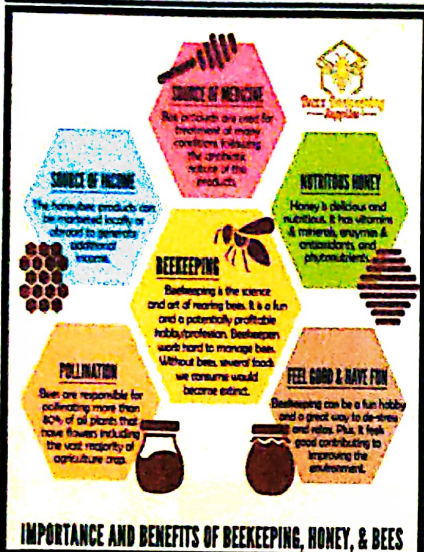 SOURCE OF MEDICINE
Bee products are used for
treatment of many
conditions following
the antibiotic
nature of the
products.
Buzz Beekeeping
Supplies
SOURCE OF INCOME
The honeybee products can
be marketed locally or
abroad to generate
additional
income.
NUTRITOUS HONEY
Honey is delicious and
nutritious. It has vitamins
& minerals, enzymes &
antioxidants, and
phytonutrients.
BEEKEEPING
Beekeeping is the science
and art of rearing bees. It is a fun
and a potentially profitable
hobby/profession. Beekeepers
work hard to manage bees.
Without bees, several foods
we consume would
become extinct.
POLLINATION
Bees are responsible for
pollinating more than
80% of all plants that
have flowers including
the vast majority of
agriculture crop.
FEEL GOOD & HAVE FUN
Beekeeping can be a fun hobby
and a great way to de-stress
and relax. Plus, it feels
good contributing to
improving the
environment.
IMPORTANCE AND BENEFITS OF BEEKEEPING, HONEY, & BEES